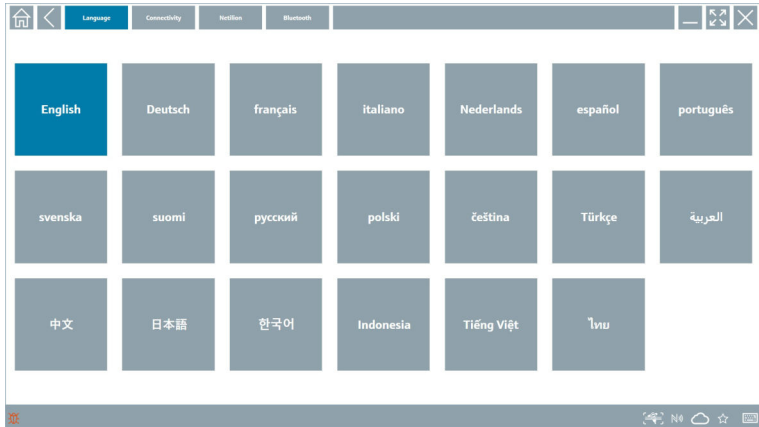 Language Connectivity Netilion Bluetooth
English Deutsch français italiano Nederlands español português
svenska suomi русский polski čeština Türkçe العربية
中文 日本語 한국어 Indonesia Tiếng Việt ไทย